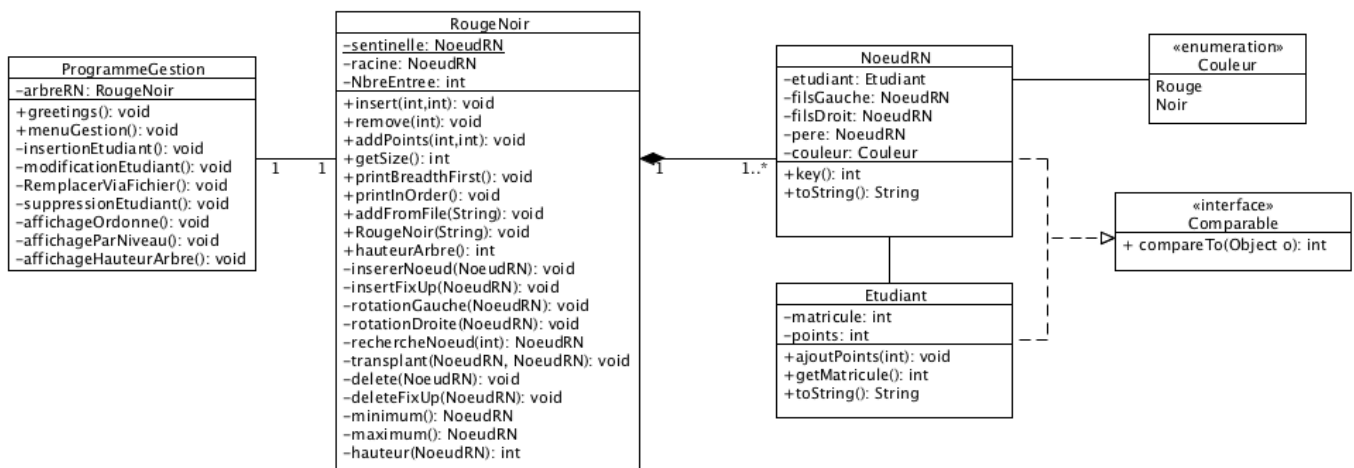 ProgrammeGestion
-arbreRN: RougeNoir
+greetings(): void
+menuGestion(): void
-insertionEtudiant(): void
-modificationEtudiant(): void
-RemplacerViaFichier(): void
-suppressionEtudiant(): void
-affichageOrdonne(): void
-affichageParNiveau(): void
-affichageHauteurArbre(): void
1
1
RougeNoir
-sentinelle: NoeudRN
-racine: NoeudRN
-NbreEntree: int
+insert(int,int): void
+remove(int): void
+addPoints(int,int): void
+getSize(): int
+printBreadthFirst(): void
+printInOrder(): void
+addFromFile(String): void
+RougeNoir(String): void
+hauteurArbre(): int
-insererNoeud(NoeudRN): void
-insertFixUp(NoeudRN): void
-rotationGauche(NoeudRN): void
-rotationDroite(NoeudRN): void
-rechercheNoeud(int): NoeudRN
-transplant(NoeudRN, NoeudRN): void
-delete(NoeudRN): void
-deleteFixUp(NoeudRN): void
-minimum(): NoeudRN
-maximum(): NoeudRN
-hauteur(NoeudRN): int
1
1..*
NoeudRN
-etudiant: Etudiant
-filsGauche: NoeudRN
-filsDroit: NoeudRN
-pere: NoeudRN
-couleur: Couleur
+key(): int
+toString(): String
Etudiant
-matricule: int
-points: int
+ajoutPoints(int): void
+getMatricule(): int
+toString(): String
«enumeration»
Couleur
Rouge
Noir
«interface»
Comparable
+ compareTo(Object o): int